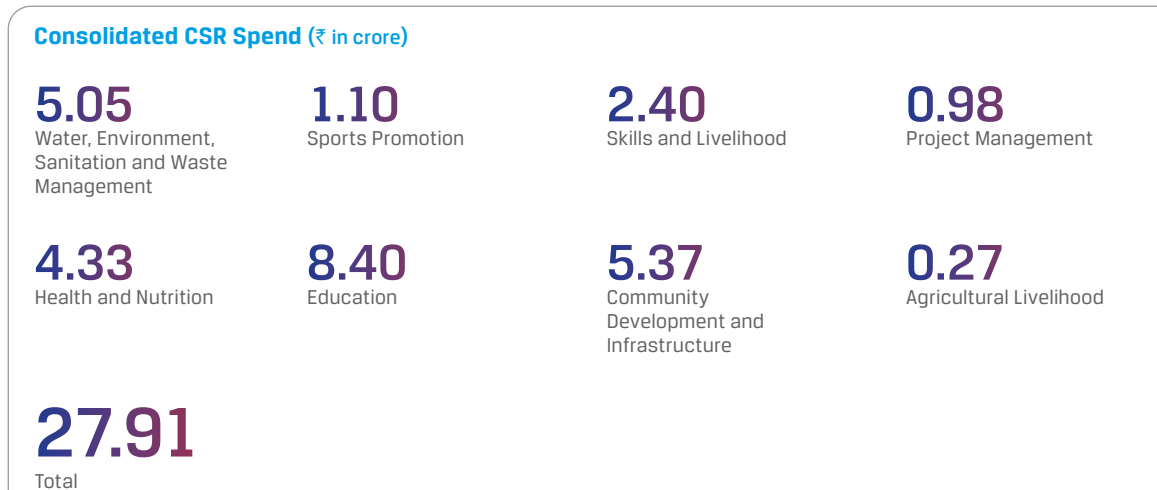 Consolidated CSR Spend (₹ in crore)
5.05
Water, Environment,
Sanitation and Waste
Management
1.10
Sports Promotion
2.40
Skills and Livelihood
0.98
Project Management
4.33
Health and Nutrition
8.40
Education
5.37
Community
Development and
Infrastructure
0.27
Agricultural Livelihood
27.91
Total